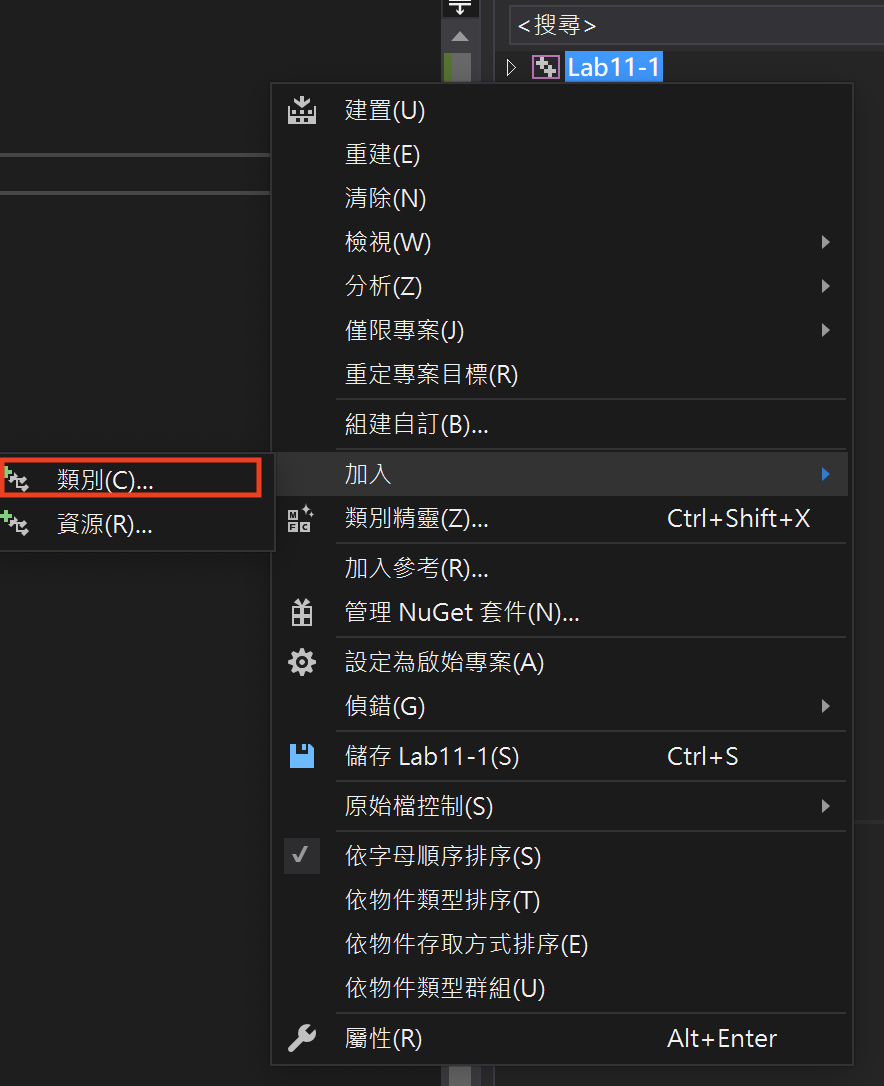 <搜尋>
Lab11-1
建置(U)
重建(E)
清除(N)
檢視(W)
分析(Z)
僅限專案(J)
重定專案目標(R)
組建自訂(B)...
加入
類別(C)...
資源(R)...
類別精靈(Z)... Ctrl+Shift+X
加入參考(R)...
管理 NuGet 套件(N)...
設定為啟始專案(A)
偵錯(G)
儲存 Lab11-1(S) Ctrl+S
原始檔控制(S)
依字母順序排序(S)
依物件類型排序(T)
依物件存取方式排序(E)
依物件類型群組(U)
屬性(R) Alt+Enter
MFC